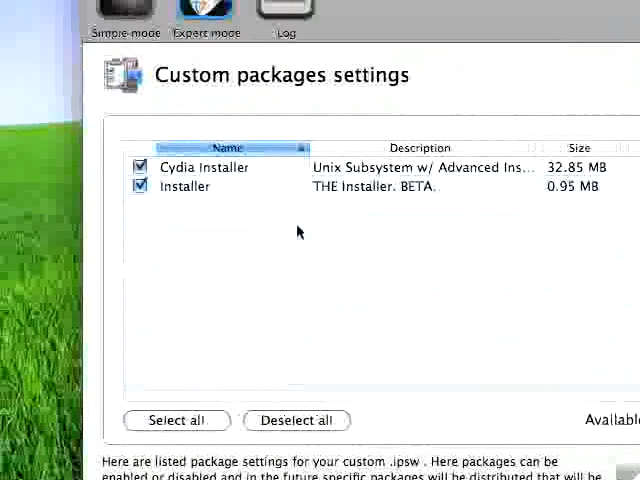 Simple mode Expert mode Log
Custom packages settings
Name Description Size
Cydia Installer Unix Subsystem w/ Advanced Ins... 32.85 MB
Installer THE Installer. BETA. 0.95 MB
Select all Deselect all Available
Here are listed package settings for your custom .ipsw . Here packages can be
enabled or disabled and in the future specific packages will be distributed that will be